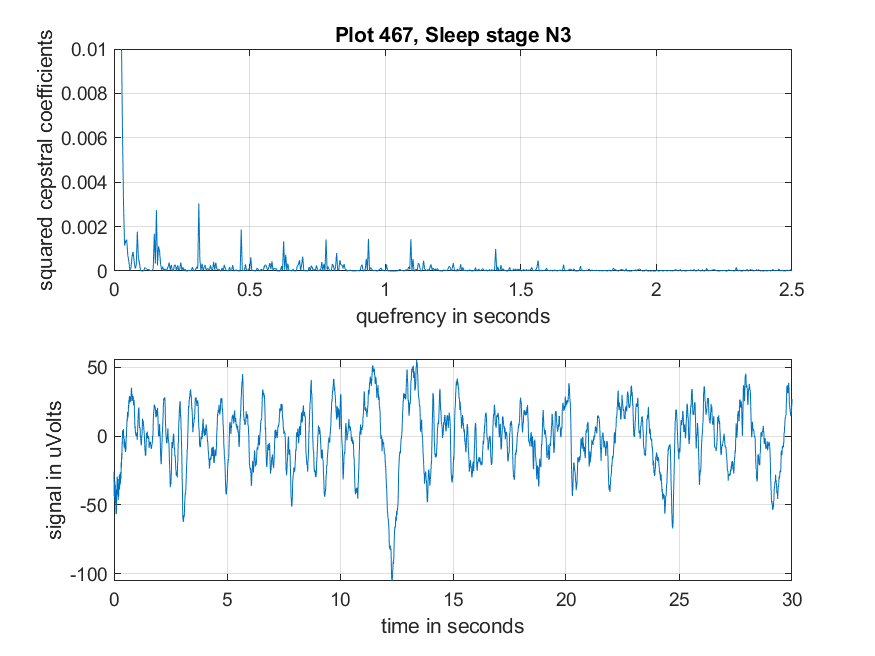 Plot 467, Sleep stage N3
squared cepstral coefficients
0.01
0.008
0.006
0.004
0.002
0
0 0.5 1 1.5 2 2.5
quefrency in seconds
signal in uVolts
50
0
-50
-100
0 5 10 15 20 25 30
time in seconds